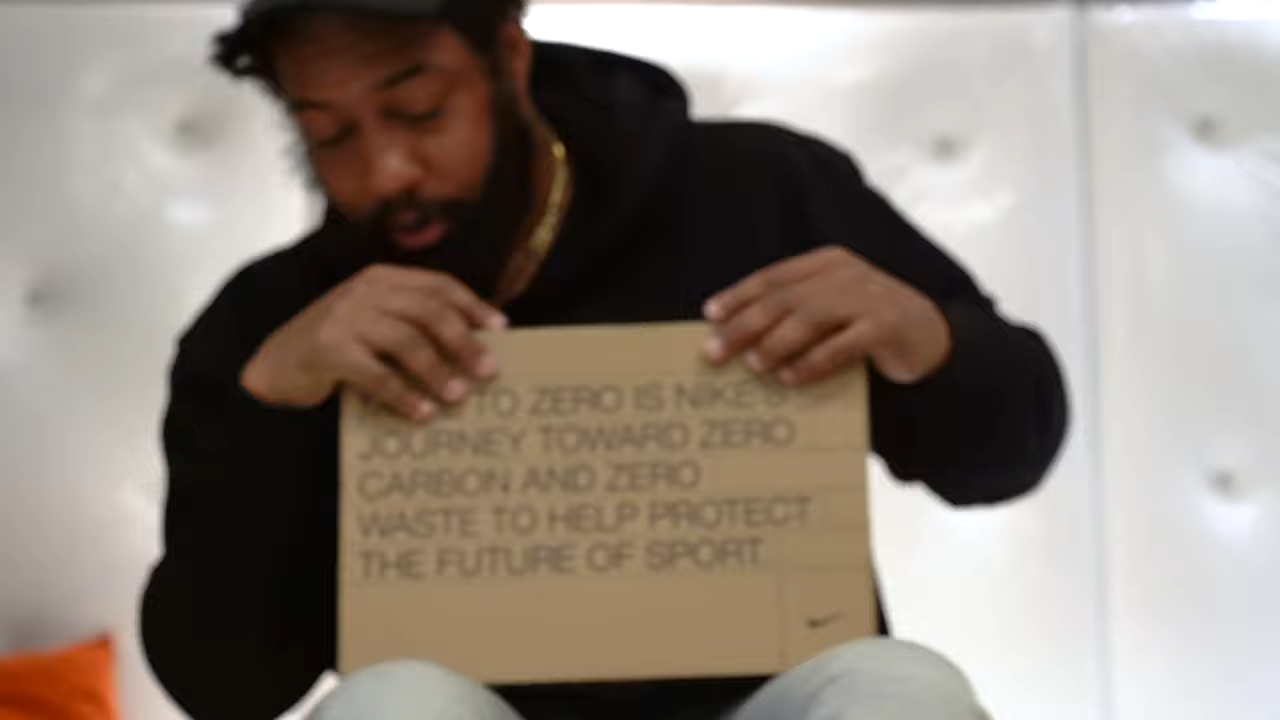 TO ZERO IS NIKE'S
JOURNEY TOWARD ZERO
CARBON AND ZERO
WASTE TO HELP PROTECT
THE FUTURE OF SPORT